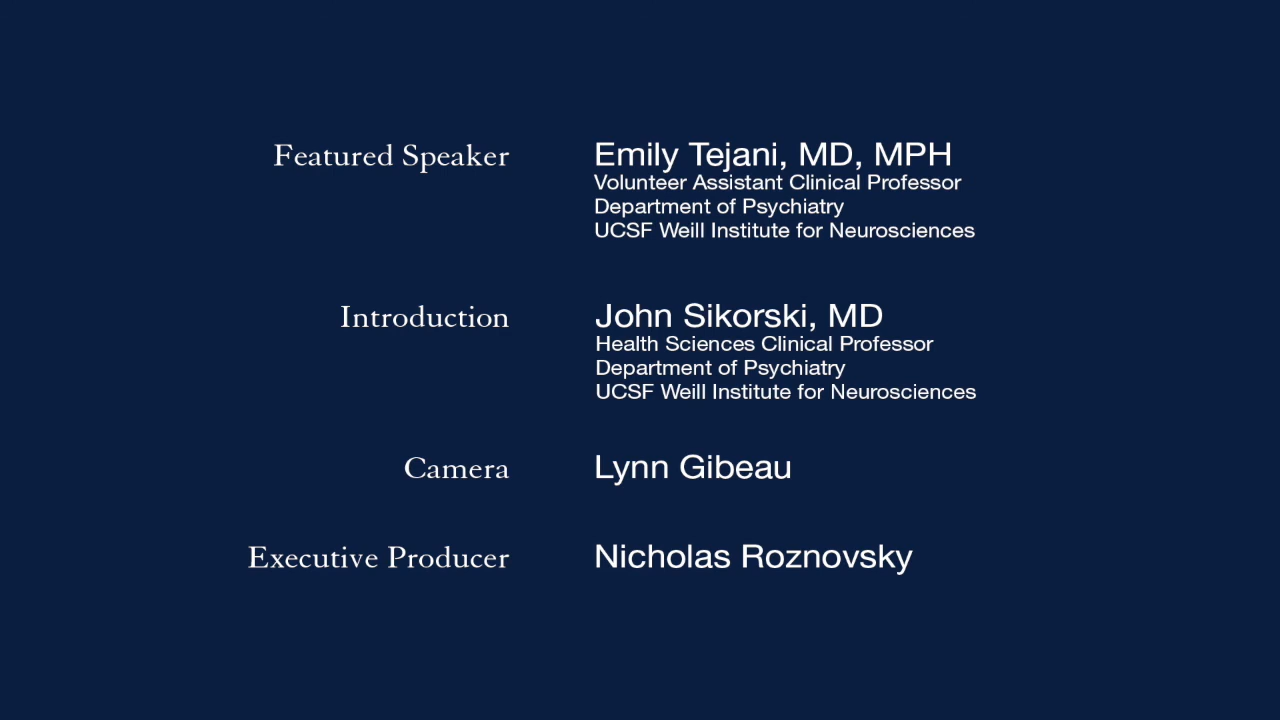 Featured Speaker
Emily Tejani, MD, MPH
Volunteer Assistant Clinical Professor
Department of Psychiatry
UCSF Weill Institute for Neurosciences
Introduction
John Sikorski, MD
Health Sciences Clinical Professor
Department of Psychiatry
UCSF Weill Institute for Neurosciences
Camera
Lynn Gibeau
Executive Producer
Nicholas Roznovsky